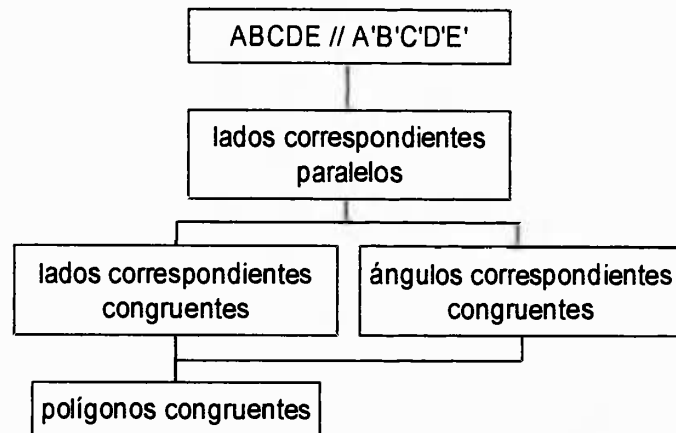 ABCDE // A'B'C'D'E'
lados correspondientes
paralelos
lados correspondientes
congruentes
ángulos correspondientes
congruentes
polígonos congruentes